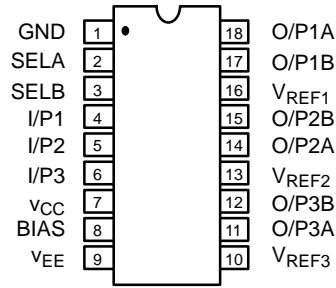 GND 1 18 O/P1A
SELA 2 17 O/P1B
SELB 3 16 VREF1
I/P1 4 15 O/P2B
I/P2 5 14 O/P2A
I/P3 6 13 VREF2
vCC 7 12 O/P3B
BIAS 8 11 O/P3A
vEE 9 10 VREF3